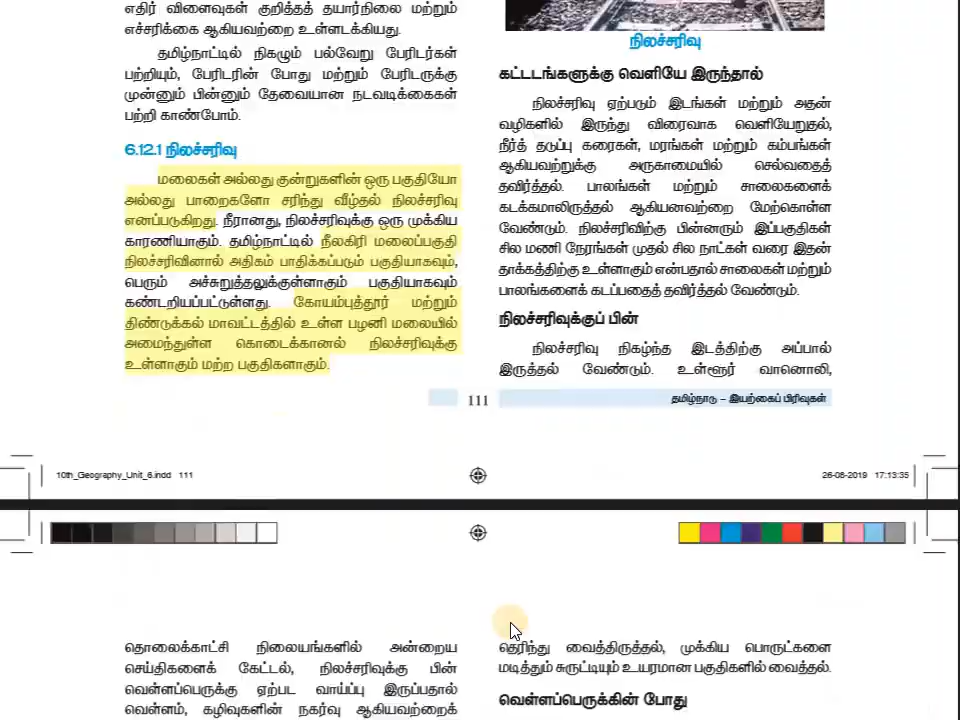 எதிர் விளைவுகள் குறித்தத் தயார்நிலை மற்றும்
எச்சரிக்கை ஆகியவற்றை உள்ளடக்கியது.
தமிழ்நாட்டில் நிகழும் பல்வேறு பேரிடர்கள்
பற்றியும், பேரிடரின் போது மற்றும் பேரிடருக்கு
முன்னும் பின்னும் தேவையான நடவடிக்கைகள்
பற்றி காண்போம்.
6.12.1 நிலச்சரிவு
மலைகள் அல்லது குன்றுகளின் ஒரு பகுதியோ
அல்லது பாறைகளோ சரிந்து வீழ்தல் நிலச்சரிவு
எனப்படுகிறது. நீரானது, நிலச்சரிவுக்கு ஒரு முக்கிய
காரணியாகும். தமிழ்நாட்டில் நீலகிரி மலைப்பகுதி
நிலச்சரிவினால் அதிகம் பாதிக்கப்படும் பகுதியாகவும்,
பெரும் அச்சுறுத்தலுக்குள்ளாகும் பகுதியாகவும்
கண்டறியப்பட்டுள்ளது. கோயம்புத்தூர் மற்றும்
திண்டுக்கல் மாவட்டத்தில் உள்ள பழனி மலையில்
அமைந்துள்ள கொடைக்கானல் நிலச்சரிவுக்கு
உள்ளாகும் மற்ற பகுதிகளாகும்.
நிலச்சரிவு
கட்டடங்களுக்கு வெளியே இருந்தால்
நிலச்சரிவு ஏற்படும் இடங்கள் மற்றும் அதன்
வழிகளில் இருந்து விரைவாக வெளியேறுதல்,
நீர்த் தடுப்பு கரைகள், மரங்கள் மற்றும் கம்பங்கள்
ஆகியவற்றுக்கு அருகாமையில் செல்வதைத்
தவிர்த்தல். பாலங்கள் மற்றும் சாலைகளைக்
கடக்காமலிருத்தல் ஆகியனவற்றை மேற்கொள்ள
வேண்டும். நிலச்சரிவிற்கு பின்னரும் இப்பகுதிகள்
சில மணி நேரங்கள் முதல் சில நாட்கள் வரை இதன்
தாக்கத்திற்கு உள்ளாகும் என்பதால் சாலைகள் மற்றும்
பாலங்களைக் கடப்பதைத் தவிர்த்தல் வேண்டும்.
நிலச்சரிவுக்குப் பின்
நிலச்சரிவு நிகழ்ந்த இடத்திற்கு அப்பால்
இருத்தல் வேண்டும். உள்ளூர் வானொலி,
111
தமிழ்நாடு – இயற்கைப் பிரிவுகள்
10th_Geography_Unit_6.indd 111
26-08-2019 17:13:35
தொலைக்காட்சி நிலையங்களில் அன்றைய
செய்திகளைக் கேட்டல், நிலச்சரிவுக்கு பின்
வெள்ளப்பெருக்கு ஏற்பட வாய்ப்பு இருப்பதால்
வெள்ளம், கழிவுகளின் நகர்வு ஆகியவற்றைக்
தெரிந்து வைத்திருத்தல், முக்கிய பொருட்களை
மடித்தும் சுருட்டியும் உயரமான பகுதிகளில் வைத்தல்.
வெள்ளப்பெருக்கின் போது